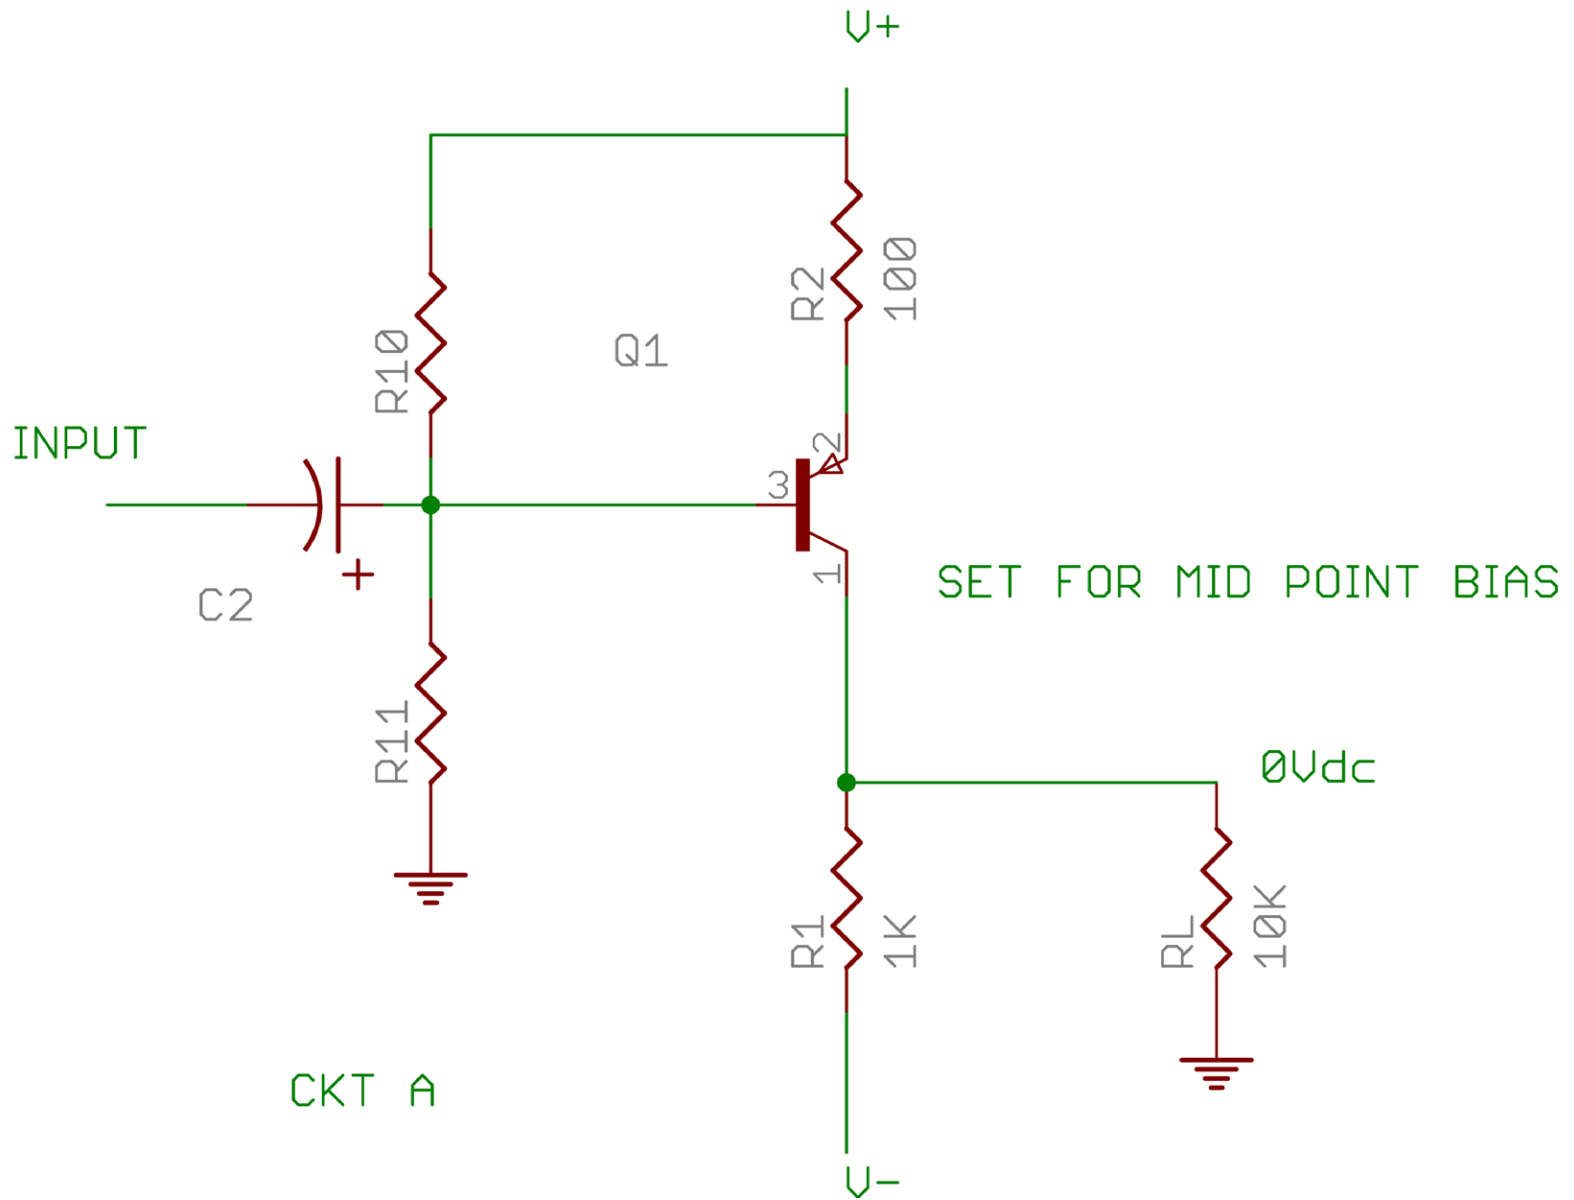 V+
R2
100
R10
Q1
INPUT
2
3
+
1
C2
SET FOR MID POINT BIAS
R11
0Vdc
R1
1K
RL
10K
CKT A
V-